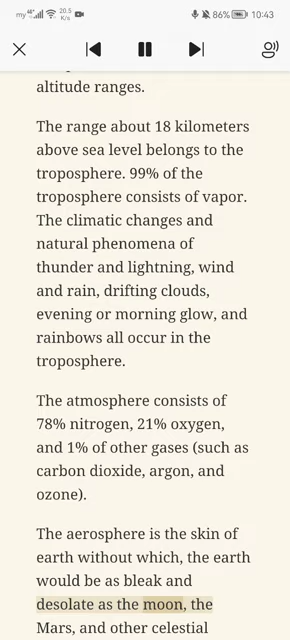 my 4G 20.5 K/s 86% 10:43
altitude ranges.
The range about 18 kilometers
above sea level belongs to the
troposphere. 99% of the
troposphere consists of vapor.
The climatic changes and
natural phenomena of
thunder and lightning, wind
and rain, drifting clouds,
evening or morning glow, and
rainbows all occur in the
troposphere.
The atmosphere consists of
78% nitrogen, 21% oxygen,
and 1% of other gases (such as
carbon dioxide, argon, and
ozone).
The aerosphere is the skin of
earth without which, the earth
would be as bleak and
desolate as the moon, the
Mars, and other celestial